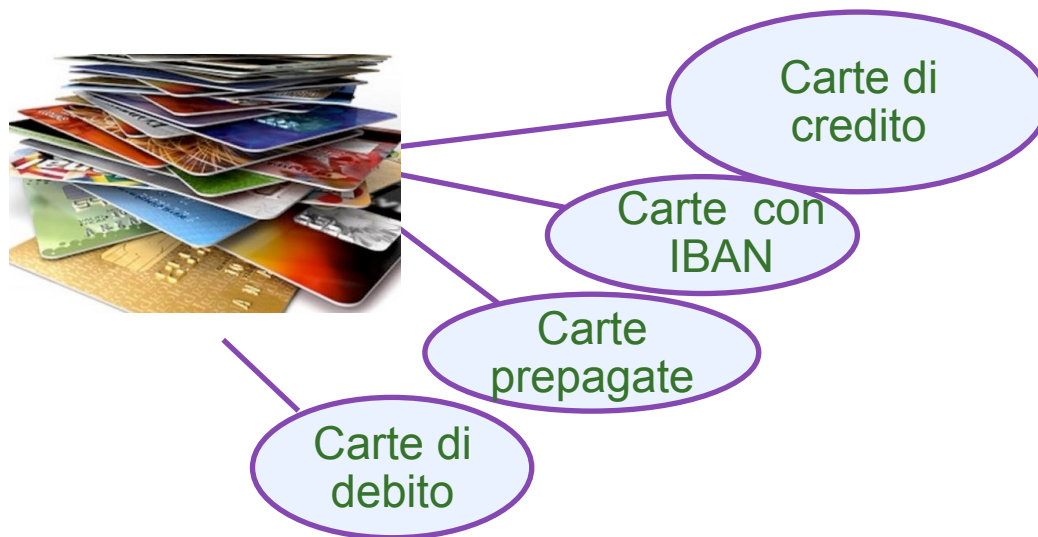 Carte di
credito
Carte con
IBAN
Carte
prepagate
Carte di
debito